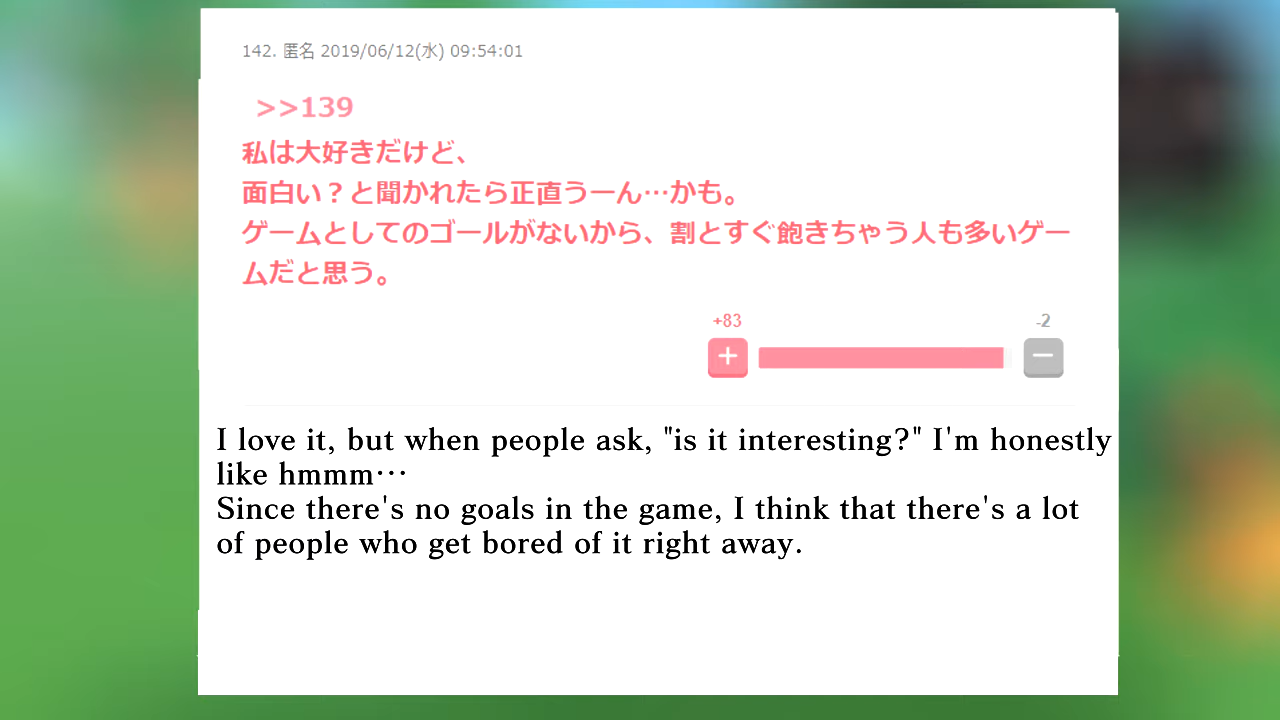 142. 匿名 2019/06/12(水) 09:54:01
>>139
私は大好きだけど、
面白い？と聞かれたら正直うーん…かも。
ゲームとしてのゴールがないから、割とすぐ飽きちゃう人も多いゲー
ムだと思う。
+83 -2
+ −
I love it, but when people ask, "is it interesting?" I'm honestly
like hmmm…
Since there's no goals in the game, I think that there's a lot
of people who get bored of it right away.